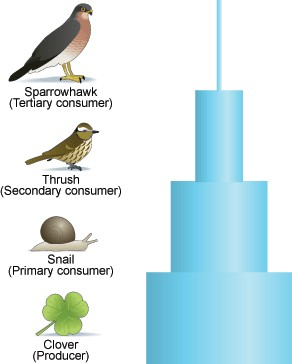 Sparrowhawk
(Tertiary consumer)
Thrush
(Secondary consumer)
Snail
(Primary consumer)
Clover
(Producer)